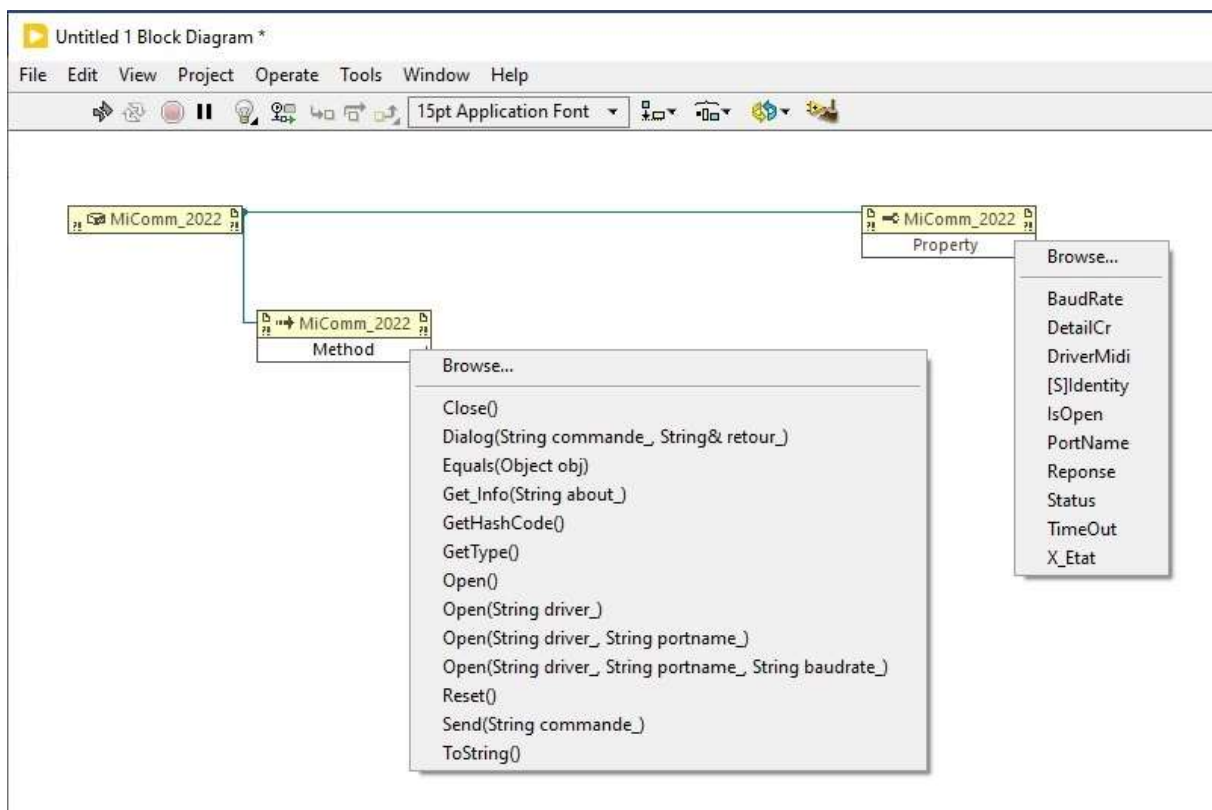 Untitled 1 Block Diagram *
File Edit View Project Operate Tools Window Help
15pt Application Font
?! MiComm_2022 ?!
?! MiComm_2022 ?!
Property
Browse...
BaudRate
DetailCr
DriverMidi
[S]Identity
IsOpen
PortName
Reponse
Status
TimeOut
X_Etat
?! MiComm_2022 ?!
Method
Browse...
Close()
Dialog(String commande_, String& retour_)
Equals(Object obj)
Get_Info(String about_)
GetHashCode()
GetType()
Open()
Open(String driver_)
Open(String driver_, String portname_)
Open(String driver_, String portname_, String baudrate_)
Reset()
Send(String commande_)
ToString()